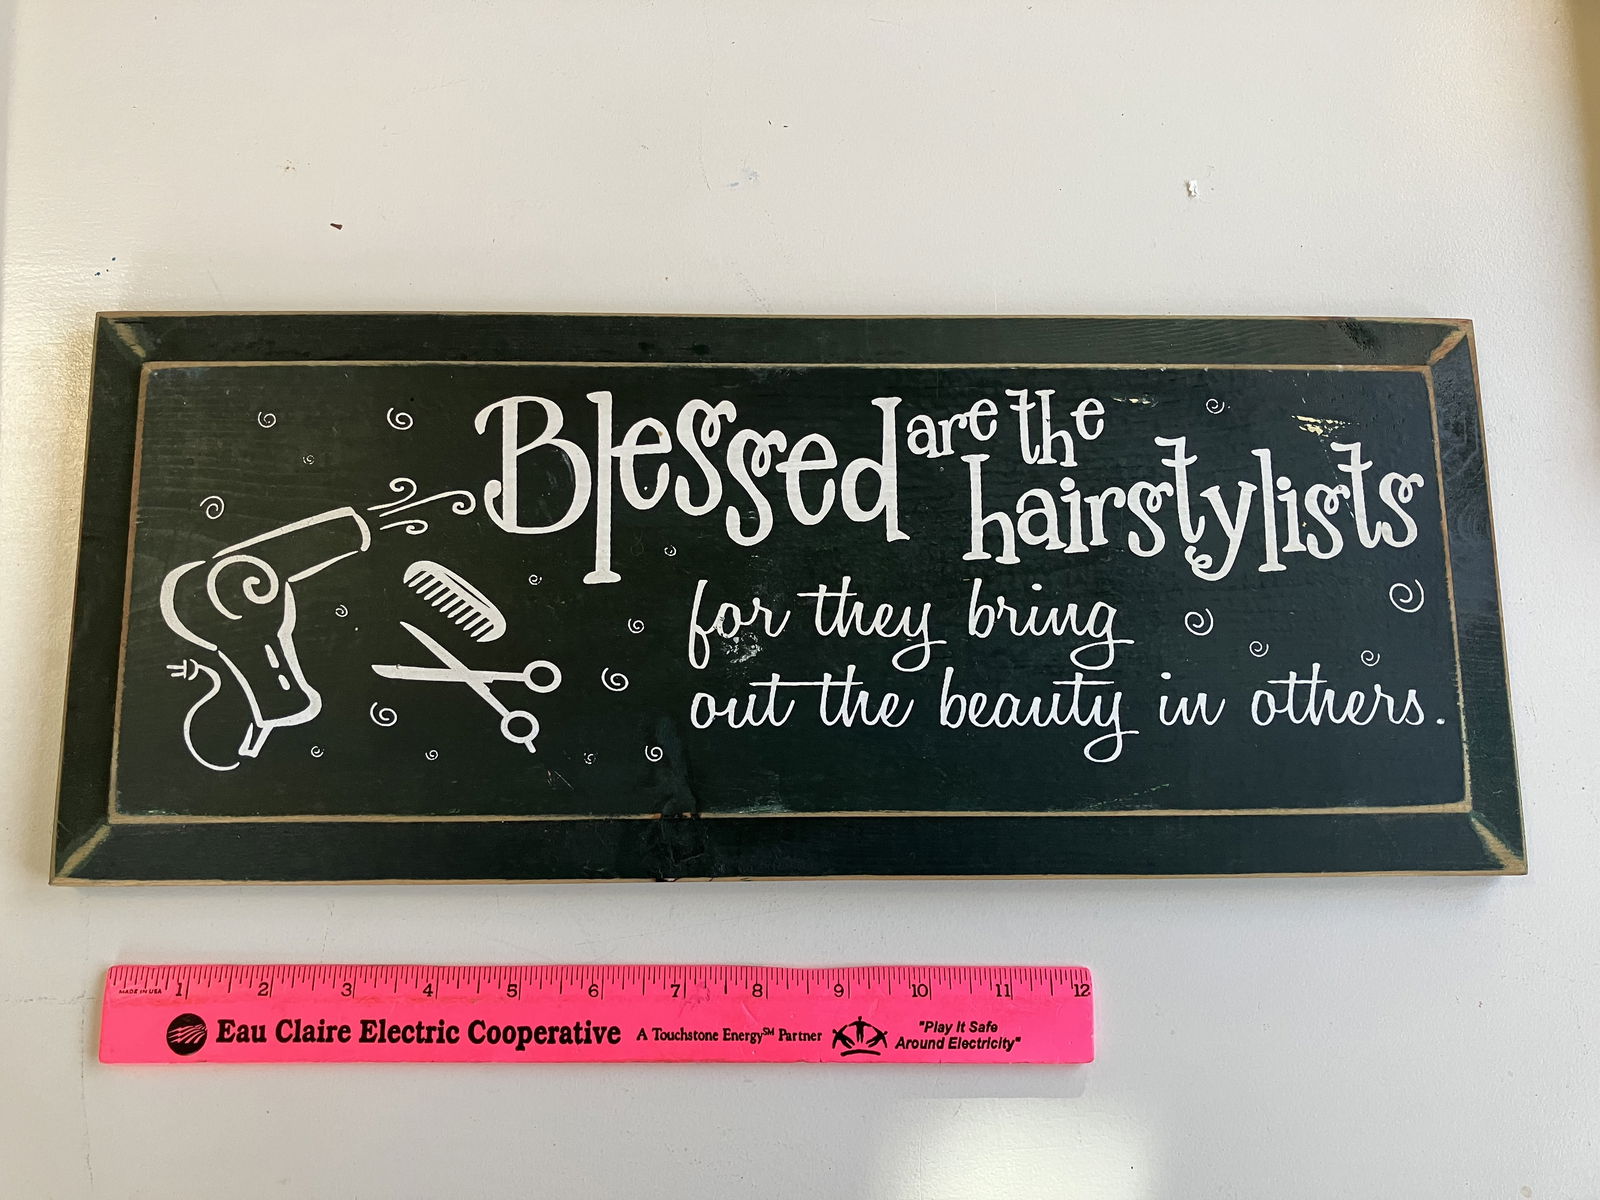 Blessed are the
hairstylists
for they bring
out the beauty in others.
MADE IN USA 1 2 3 4 5 6 7 8 9 10 11 12
Eau Claire Electric Cooperative A Touchstone Energy℠ Partner "Play It Safe
Around Electricity"